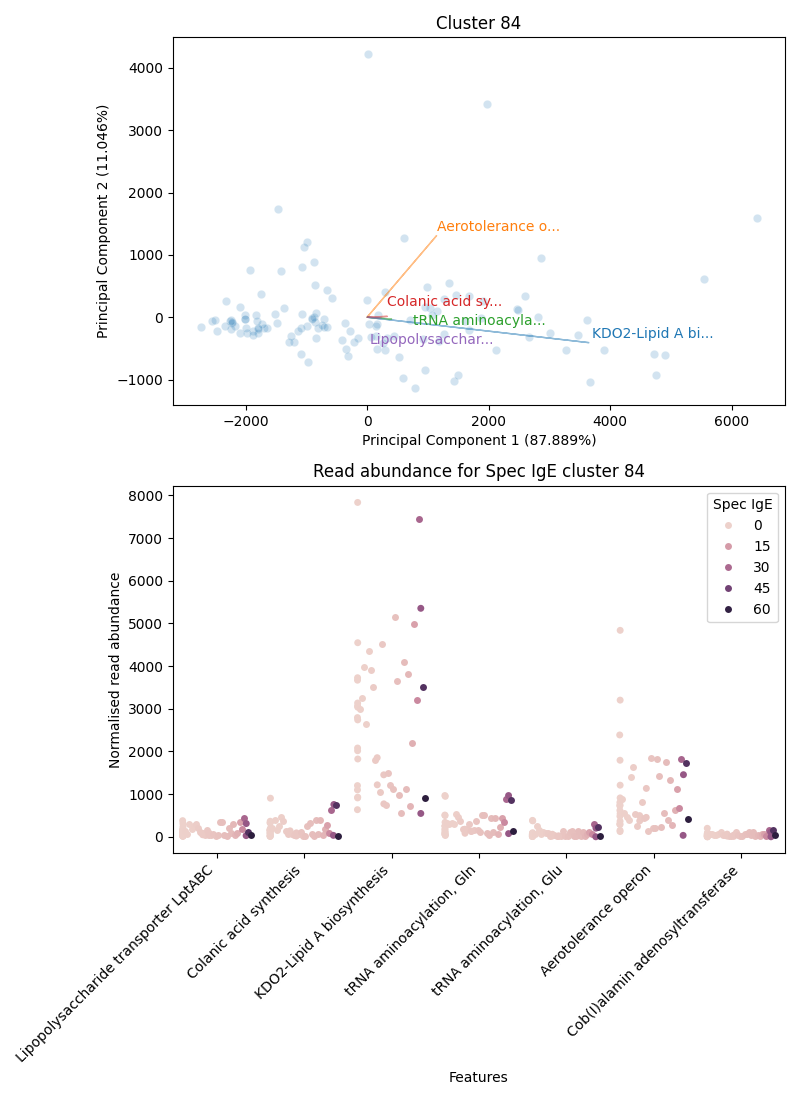 Cluster 84
Principal Component 2 (11.046%)
4000
3000
2000
1000
0
−1000
Aerotolerance o...
Colanic acid sy...
tRNA aminoacyla...
KDO2-Lipid A bi...
Lipopolysacchar...
−2000 0 2000 4000 6000
Principal Component 1 (87.889%)
Read abundance for Spec IgE cluster 84
Normalised read abundance
8000
7000
6000
5000
4000
3000
2000
1000
0
Spec IgE
0
15
30
45
60
Lipopolysaccharide transporter LptABC
Colanic acid synthesis
KDO2-Lipid A biosynthesis
tRNA aminoacylation, Gln
tRNA aminoacylation, Glu
Aerotolerance operon
Cob(I)alamin adenosyltransferase
Features